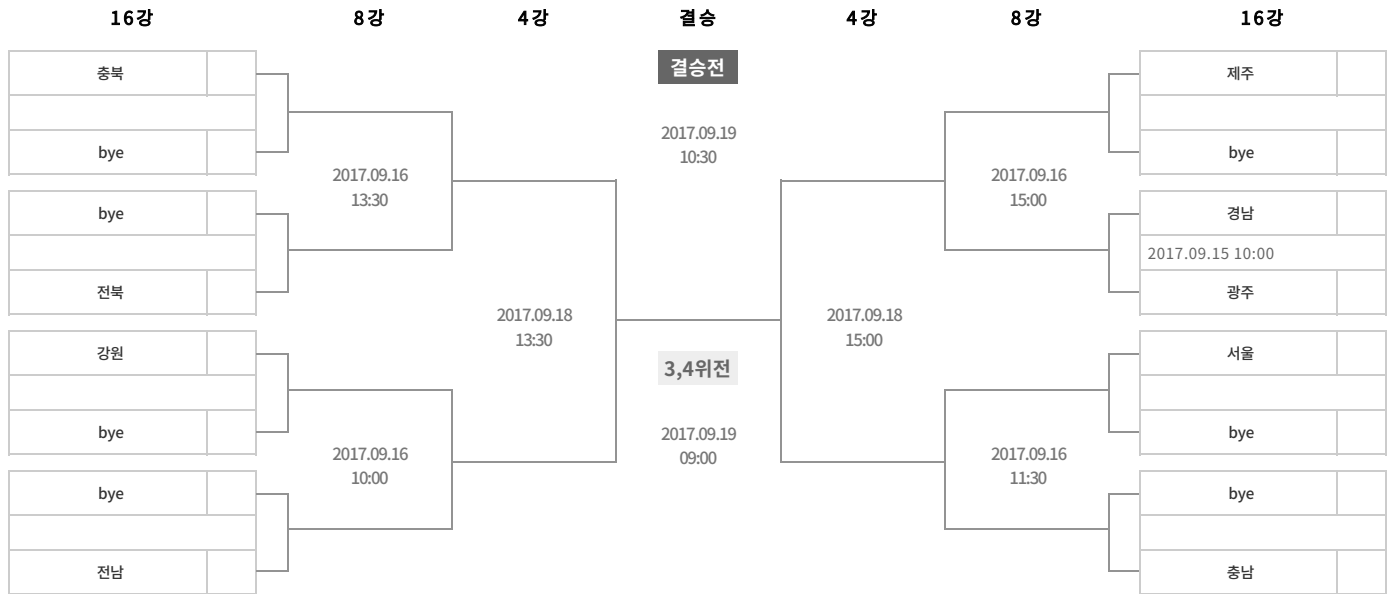 16강
8강
4강
결승
4강
8강
16강
충북
bye
bye
전북
강원
bye
bye
전남
2017.09.16
13:30
2017.09.16
10:00
2017.09.18
13:30
결승전
2017.09.19
10:30
3,4위전
2017.09.19
09:00
2017.09.18
15:00
2017.09.16
15:00
2017.09.16
11:30
제주
bye
경남
2017.09.15 10:00
광주
서울
bye
bye
충남